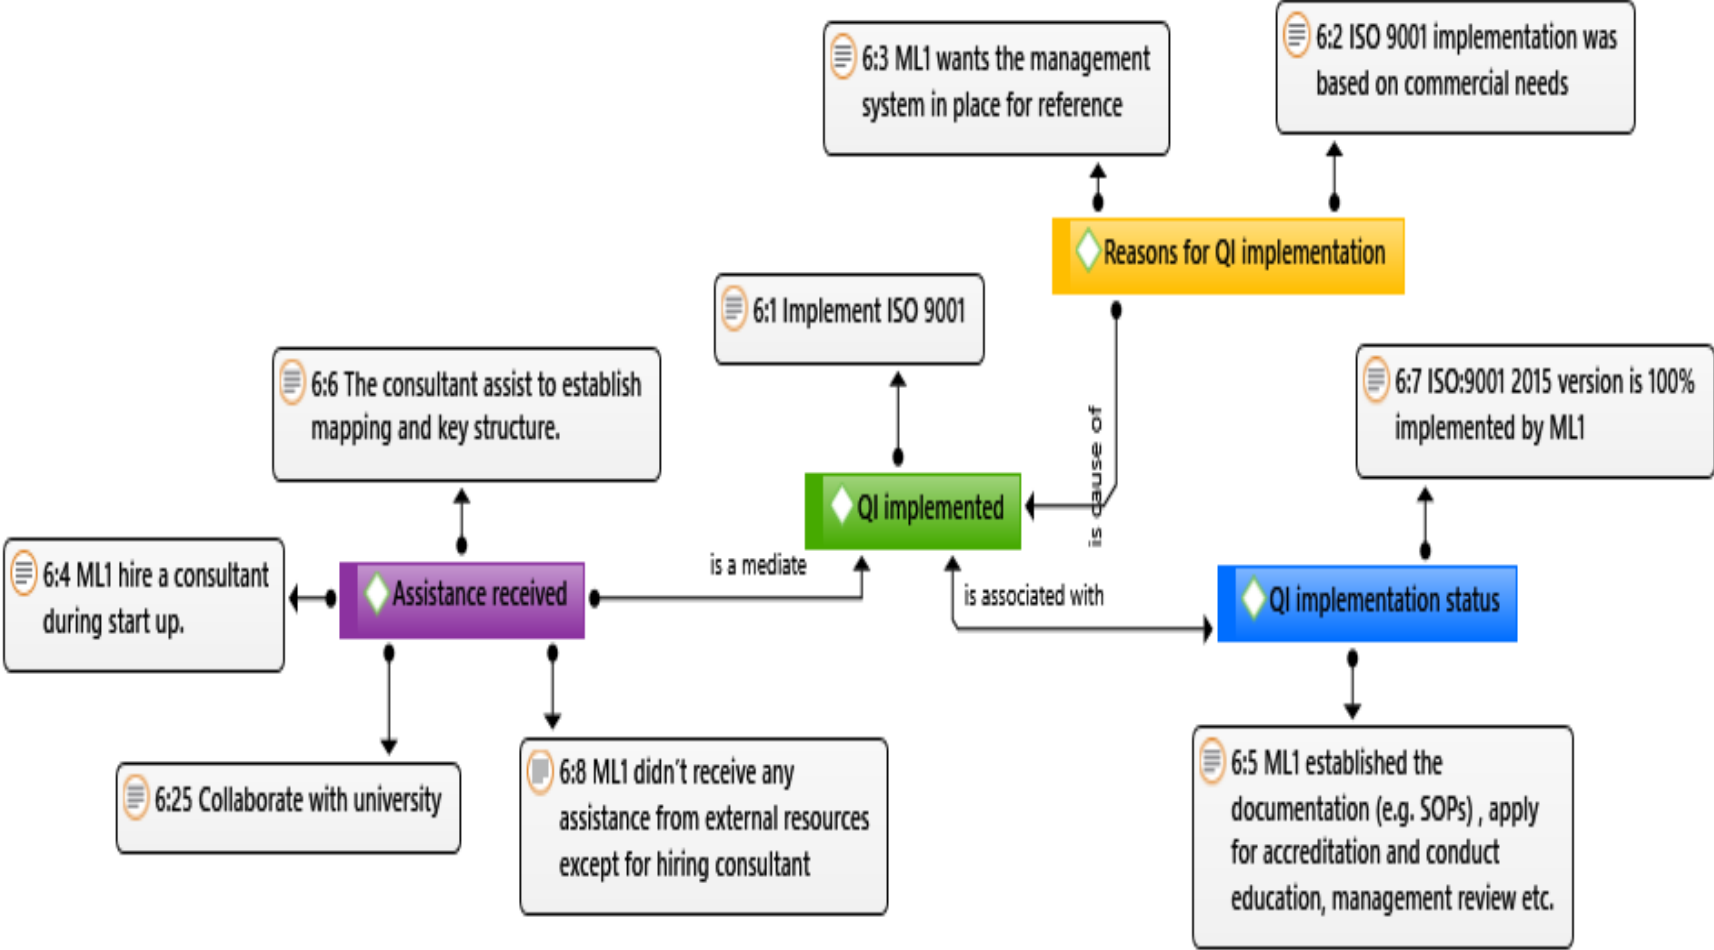 6:3 ML1 wants the management
system in place for reference
6:2 ISO 9001 implementation was
based on commercial needs
Reasons for QI implementation
6:1 Implement ISO 9001
6:6 The consultant assist to establish
mapping and key structure.
6:7 ISO:9001 2015 version is 100%
implemented by ML1
is cause of
QI implemented
6:4 ML1 hire a consultant
during start up.
Assistance received
is a mediate
is associated with
QI implementation status
6:25 Collaborate with university
6:8 ML1 didn't receive any
assistance from external resources
except for hiring consultant
6:5 ML1 established the
documentation (e.g. SOPs) , apply
for accreditation and conduct
education, management review etc.